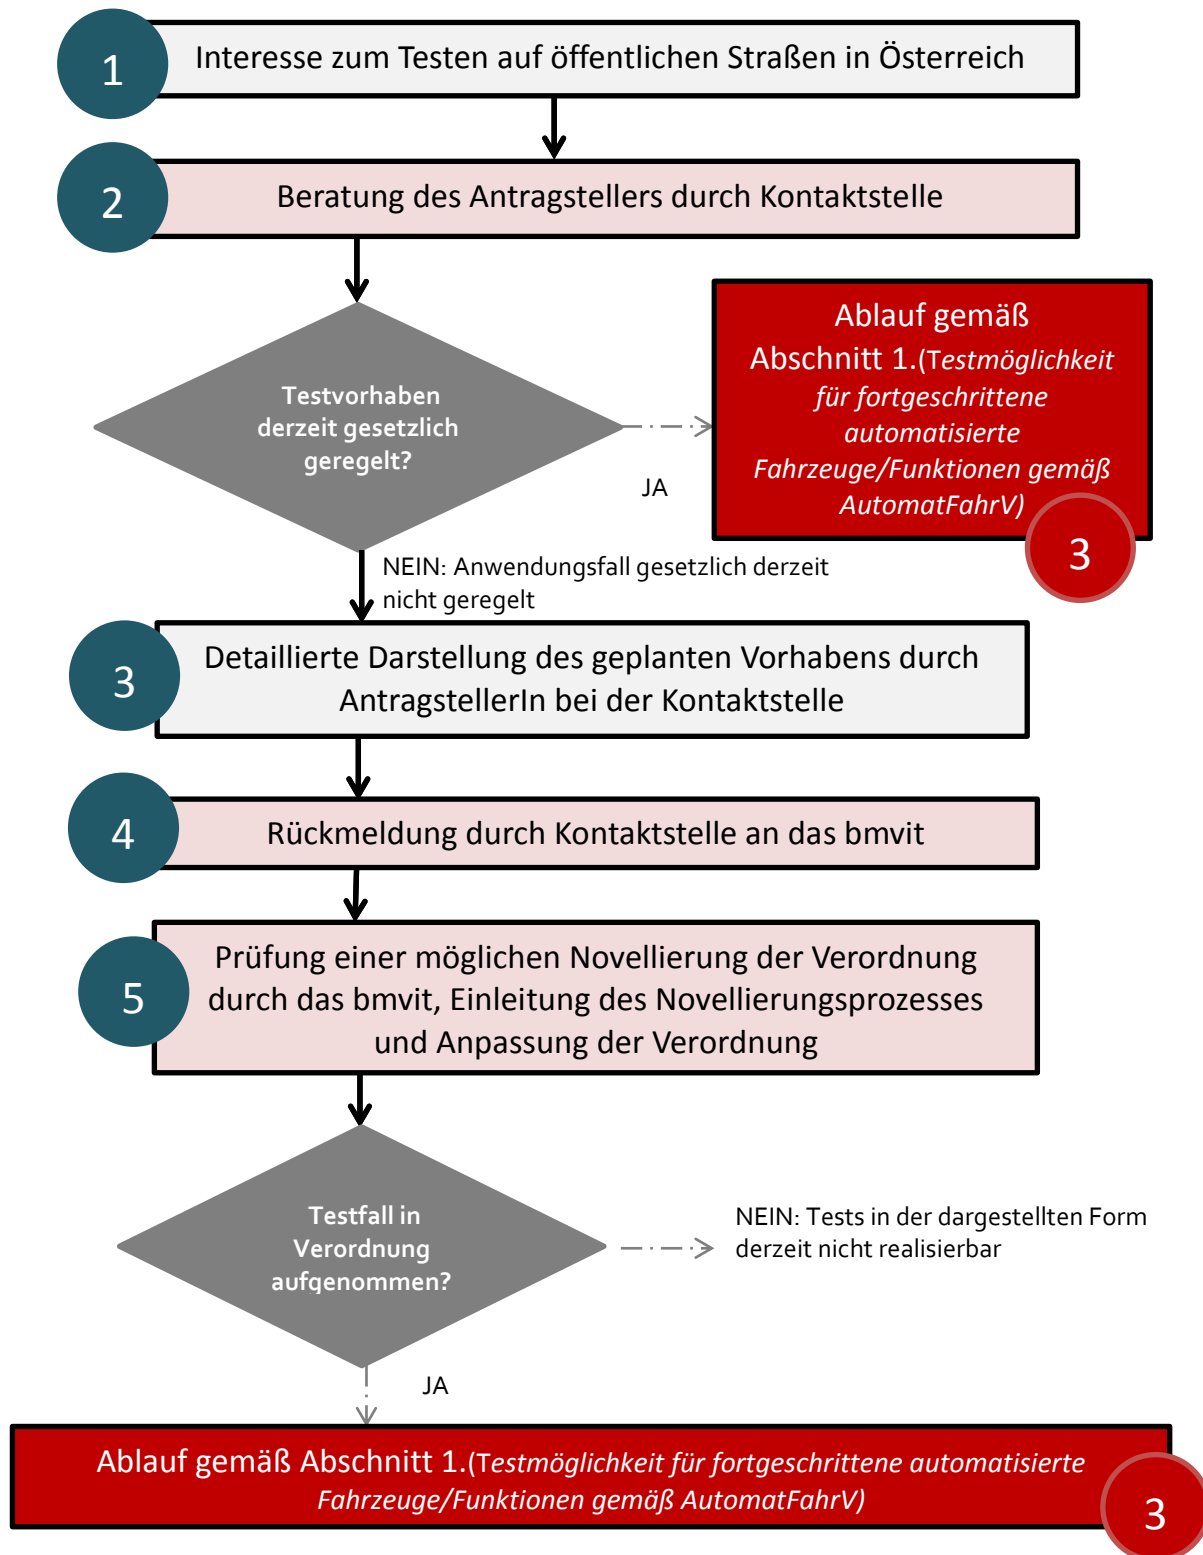 1
Interesse zum Testen auf öffentlichen Straßen in Österreich
2
Beratung des Antragstellers durch Kontaktstelle
Testvorhaben
derzeit gesetzlich
geregelt?
JA
Ablauf gemäß
Abschnitt 1.(Testmöglichkeit
für fortgeschrittene
automatisierte
Fahrzeuge/Funktionen gemäß
AutomatFahrV)
3
NEIN: Anwendungsfall gesetzlich derzeit
nicht geregelt
3
Detaillierte Darstellung des geplanten Vorhabens durch
AntragstellerIn bei der Kontaktstelle
4
Rückmeldung durch Kontaktstelle an das bmvit
5
Prüfung einer möglichen Novellierung der Verordnung
durch das bmvit, Einleitung des Novellierungsprozesses
und Anpassung der Verordnung
Testfall in
Verordnung
aufgenommen?
NEIN: Tests in der dargestellten Form
derzeit nicht realisierbar
JA
Ablauf gemäß Abschnitt 1.(Testmöglichkeit für fortgeschrittene automatisierte
Fahrzeuge/Funktionen gemäß AutomatFahrV)
3